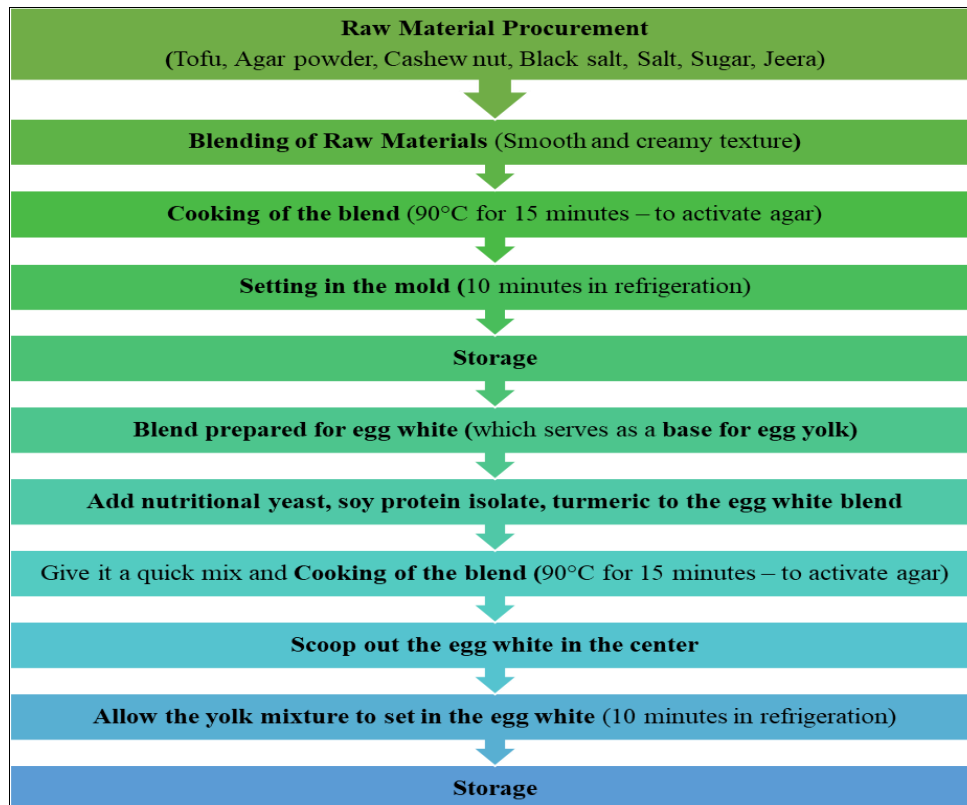 Raw Material Procurement
(Tofu, Agar powder, Cashew nut, Black salt, Salt, Sugar, Jeera)
Blending of Raw Materials (Smooth and creamy texture)
Cooking of the blend (90°C for 15 minutes – to activate agar)
Setting in the mold (10 minutes in refrigeration)
Storage
Blend prepared for egg white (which serves as a base for egg yolk)
Add nutritional yeast, soy protein isolate, turmeric to the egg white blend
Give it a quick mix and Cooking of the blend (90°C for 15 minutes – to activate agar)
Scoop out the egg white in the center
Allow the yolk mixture to set in the egg white (10 minutes in refrigeration)
Storage